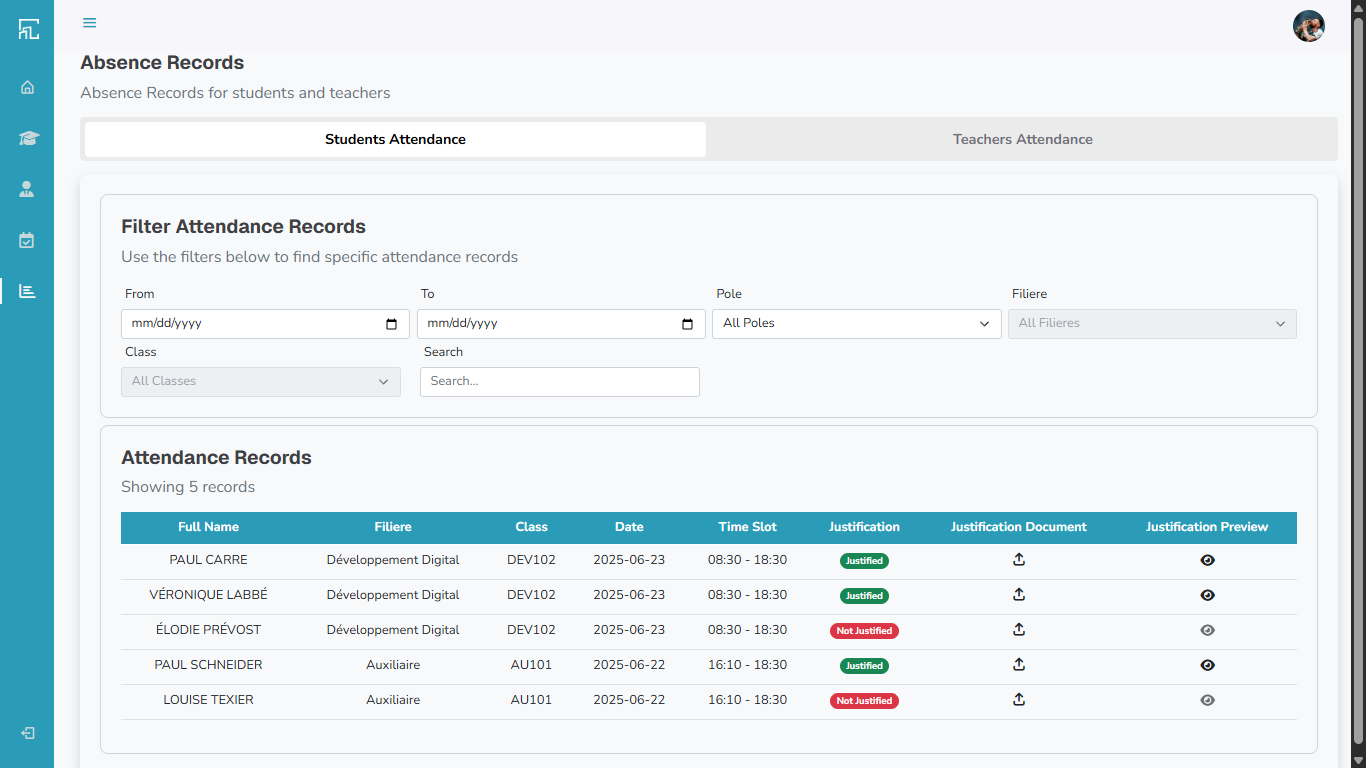 Absence Records
Absence Records for students and teachers
Students Attendance Teachers Attendance
Filter Attendance Records
Use the filters below to find specific attendance records
From To Pole Filiere
mm/dd/yyyy mm/dd/yyyy All Poles All Filieres
Class Search
All Classes Search...
Attendance Records
Showing 5 records
Full Name Filiere Class Date Time Slot Justification Justification Document Justification Preview
PAUL CARRE Développement Digital DEV102 2025-06-23 08:30 - 18:30 Justified
VÉRONIQUE LABBÉ Développement Digital DEV102 2025-06-23 08:30 - 18:30 Justified
ÉLODIE PRÉVOST Développement Digital DEV102 2025-06-23 08:30 - 18:30 Not Justified
PAUL SCHNEIDER Auxiliaire AU101 2025-06-22 16:10 - 18:30 Justified
LOUISE TEXIER Auxiliaire AU101 2025-06-22 16:10 - 18:30 Not Justified